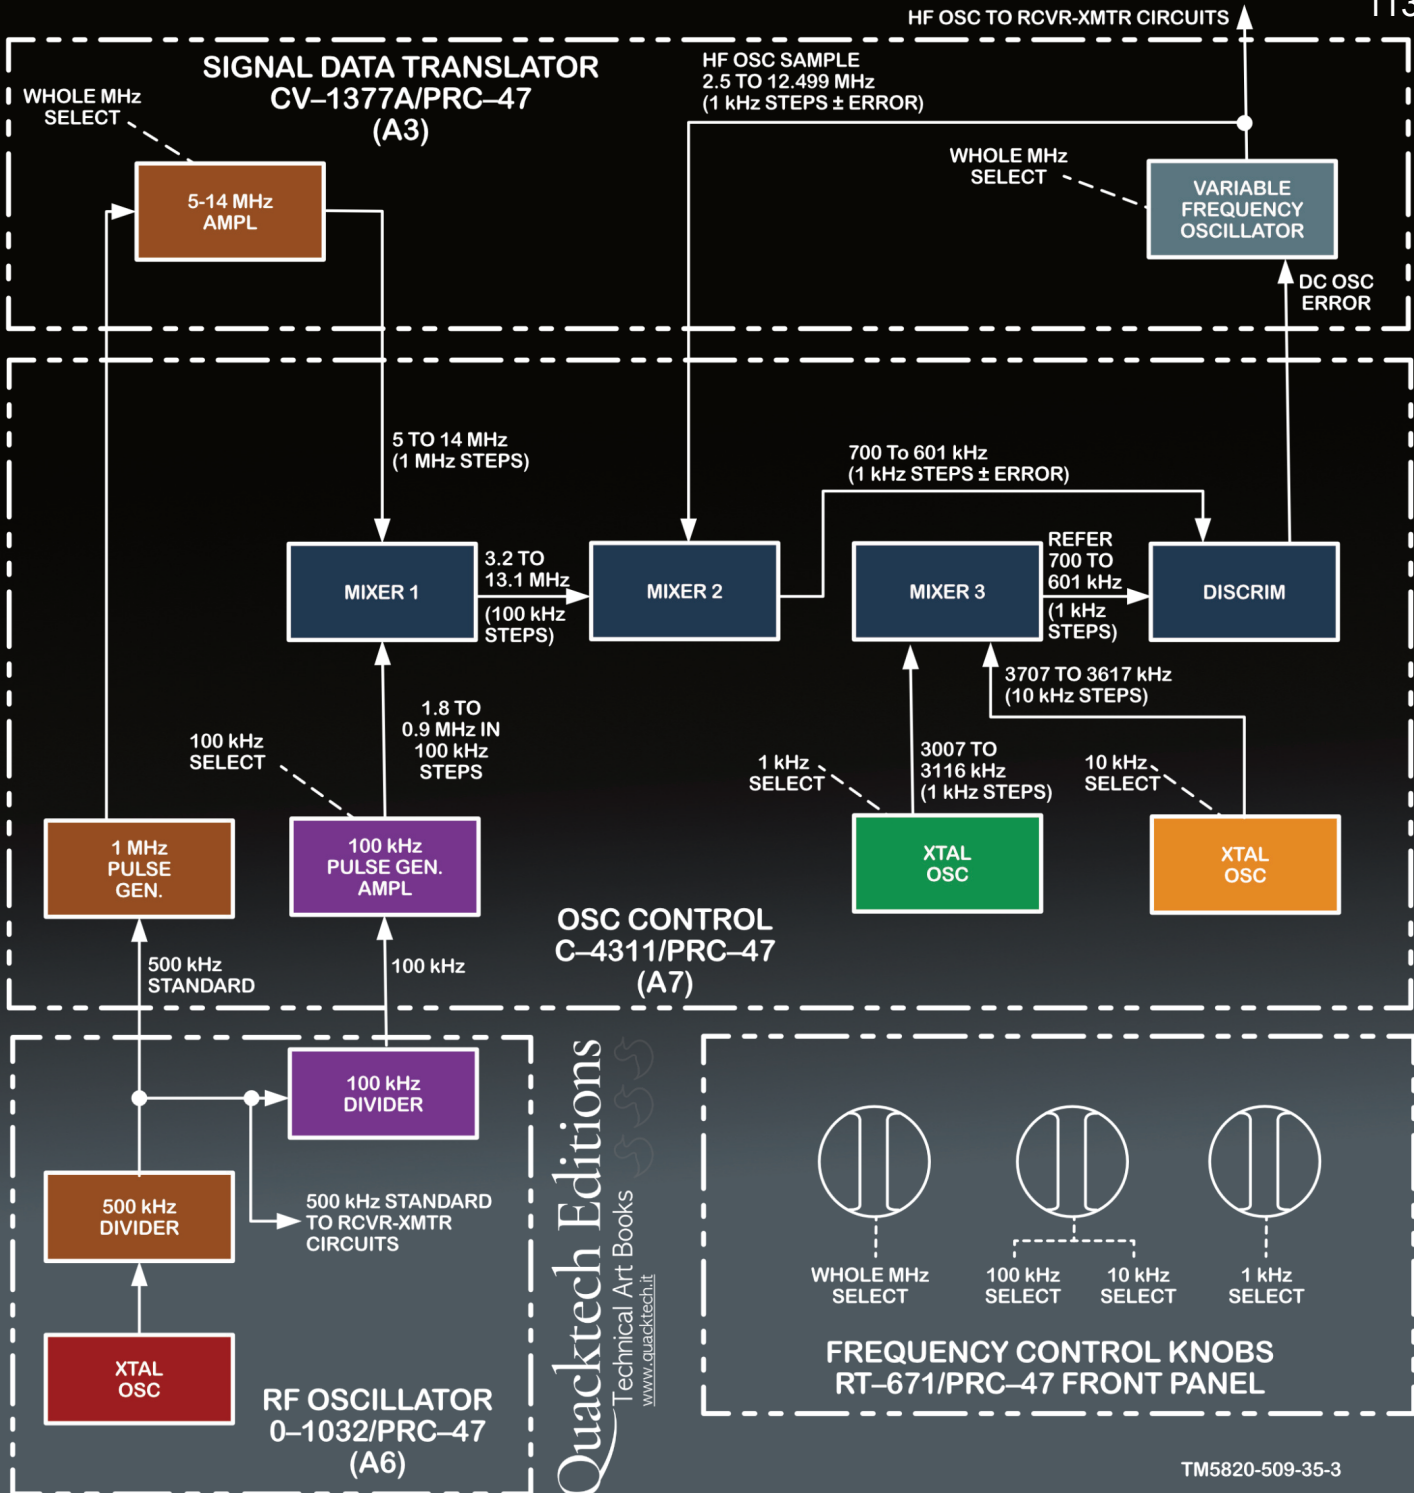 113
HF OSC TO RCVR-XMTR CIRCUITS
SIGNAL DATA TRANSLATOR
CV–1377A/PRC–47
(A3)
HF OSC SAMPLE
2.5 TO 12.499 MHz
(1 kHz STEPS ± ERROR)
WHOLE MHz
SELECT
5-14 MHz
AMPL
WHOLE MHz
SELECT
VARIABLE
FREQUENCY
OSCILLATOR
DC OSC
ERROR
5 TO 14 MHz
(1 MHz STEPS)
700 To 601 kHz
(1 kHz STEPS ± ERROR)
MIXER 1
3.2 TO
13.1 MHz
(100 kHz
STEPS)
MIXER 2
MIXER 3
REFER
700 TO
601 kHz
(1 kHz
STEPS)
DISCRIM
1.8 TO
0.9 MHz IN
100 kHz
STEPS
3707 TO 3617 kHz
(10 kHz STEPS)
100 kHz
SELECT
1 kHz
SELECT
3007 TO
3116 kHz
(1 kHz STEPS)
10 kHz
SELECT
1 MHz
PULSE
GEN.
100 kHz
PULSE GEN.
AMPL
XTAL
OSC
XTAL
OSC
OSC CONTROL
C–4311/PRC–47
(A7)
500 kHz
STANDARD
100 kHz
100 kHz
DIVIDER
500 kHz
DIVIDER
500 kHz STANDARD
TO RCVR-XMTR
CIRCUITS
XTAL
OSC
RF OSCILLATOR
0–1032/PRC–47
(A6)
Quacktech Editions
Technical Art Books
www.quacktech.it
WHOLE MHz
SELECT
100 kHz
SELECT
10 kHz
SELECT
1 kHz
SELECT
FREQUENCY CONTROL KNOBS
RT–671/PRC–47 FRONT PANEL
TM5820-509-35-3